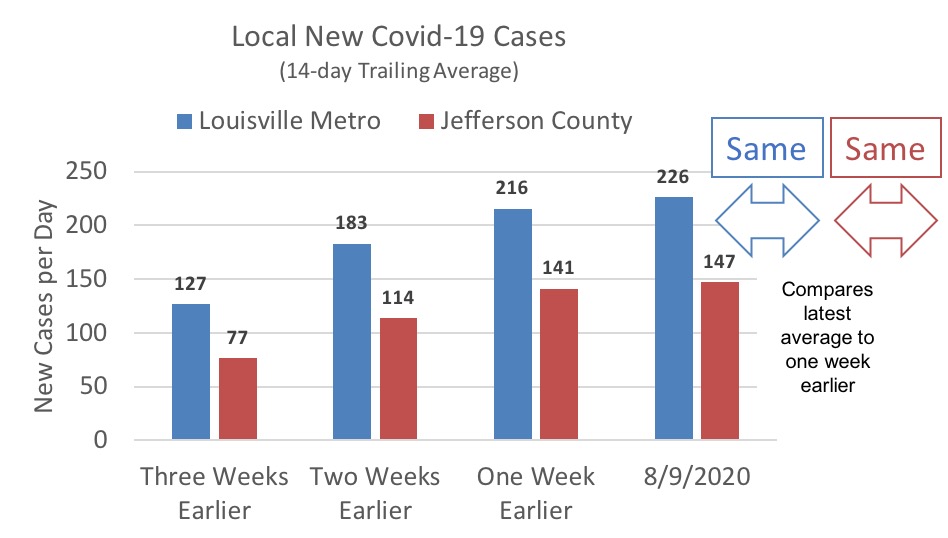 Local New Covid-19 Cases
(14-day Trailing Average)
Louisville Metro
Jefferson County
Same
Same
New Cases per Day
250
200
150
100
50
0
127
77
183
114
216
141
226
147
Compares
latest
average to
one week
earlier
Three Weeks
Earlier
Two Weeks
Earlier
One Week
Earlier
8/9/2020